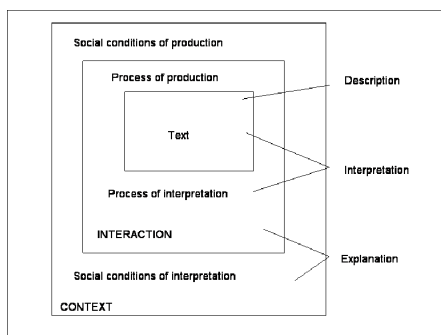 Social conditions of production
Process of production
Description
Text
Interpretation
Process of interpretation
INTERACTION
Explanation
Social conditions of interpretation
CONTEXT